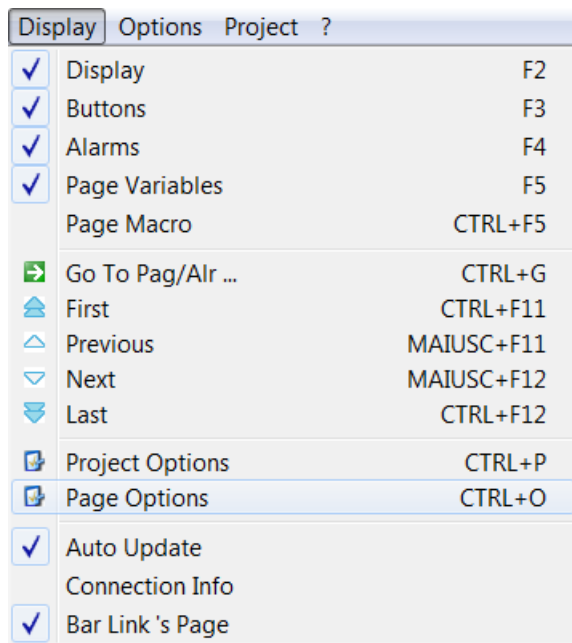 Display Options Project ?
Display F2
Buttons F3
Alarms F4
Page Variables F5
Page Macro CTRL+F5
Go To Pag/Alr ... CTRL+G
First CTRL+F11
Previous MAIUSC+F11
Next MAIUSC+F12
Last CTRL+F12
Project Options CTRL+P
Page Options CTRL+O
Auto Update
Connection Info
Bar Link 's Page